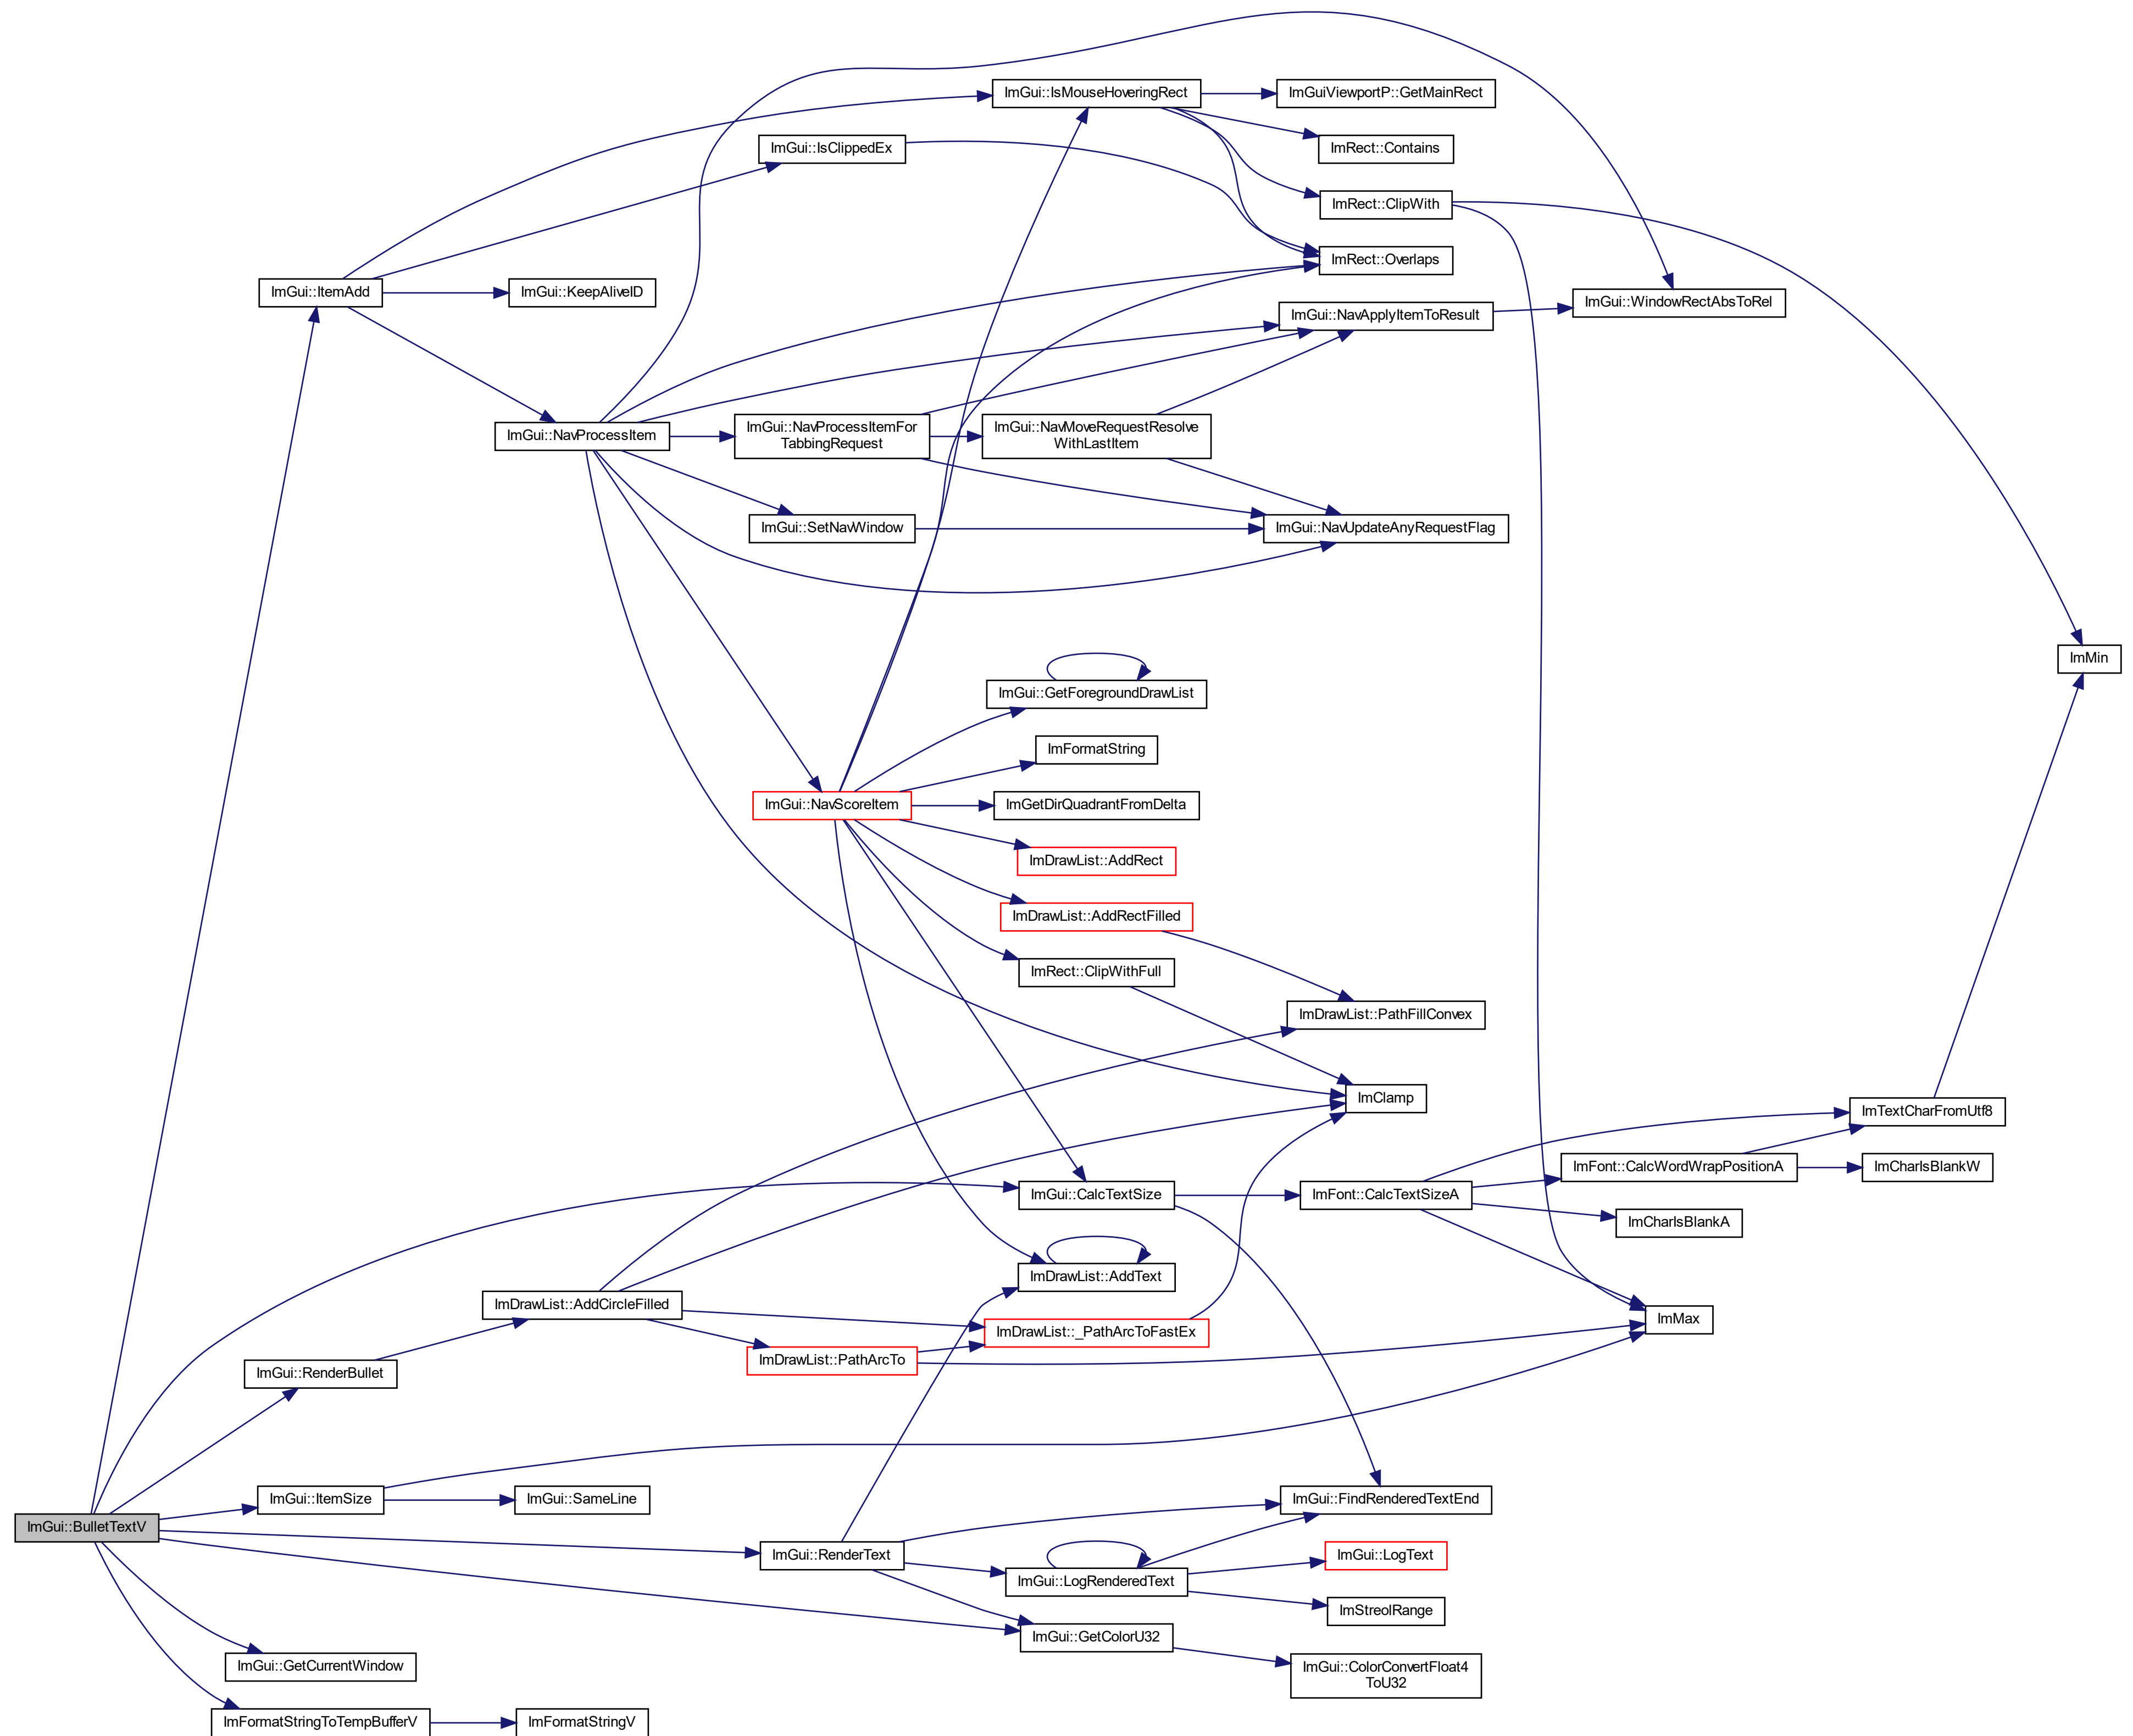 ImGui::IsMouseHoveringRect
ImGuiViewportP::GetMainRect
ImGui::IsClippedEx
ImRect::Contains
ImRect::ClipWith
ImRect::Overlaps
ImGui::ItemAdd
ImGui::KeepAliveID
ImGui::WindowRectAbsToRel
ImGui::NavApplyItemToResult
ImGui::NavProcessItem
ImGui::NavProcessItemFor
TabbingRequest
ImGui::NavMoveRequestResolve
WithLastItem
ImGui::SetNavWindow
ImGui::NavUpdateAnyRequestFlag
ImMin
ImGui::GetForegroundDrawList
ImFormatString
ImGui::NavScoreItem
ImGetDirQuadrantFromDelta
ImDrawList::AddRect
ImDrawList::AddRectFilled
ImRect::ClipWithFull
ImDrawList::PathFillConvex
ImClamp
ImTextCharFromUtf8
ImFont::CalcWordWrapPositionA
ImCharIsBlankW
ImGui::CalcTextSize
ImFont::CalcTextSizeA
ImCharIsBlankA
ImDrawList::AddText
ImDrawList::AddCircleFilled
ImMax
ImDrawList::_PathArcToFastEx
ImDrawList::PathArcTo
ImGui::RenderBullet
ImGui::ItemSize
ImGui::SameLine
ImGui::FindRenderedTextEnd
ImGui::BulletTextV
ImGui::RenderText
ImGui::LogText
ImGui::LogRenderedText
ImStreolRange
ImGui::GetColorU32
ImGui::GetCurrentWindow
ImGui::ColorConvertFloat4
ToU32
ImFormatStringToTempBufferV
ImFormatStringV